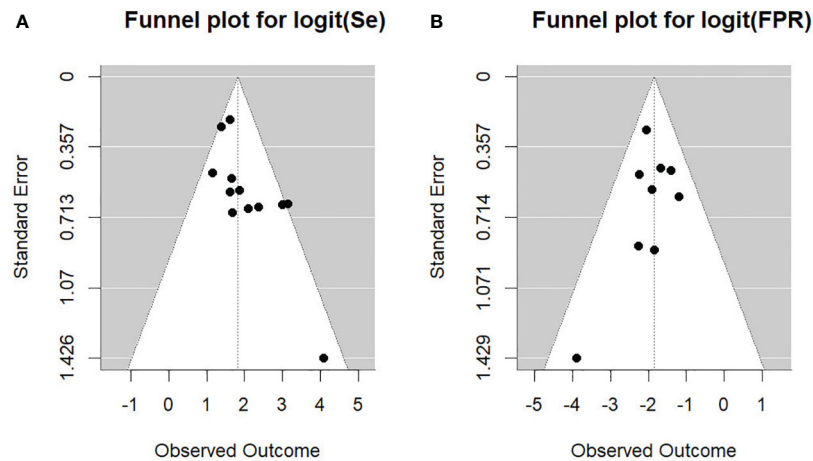 A Funnel plot for logit(Se)
0
0.357
0.713
1.07
1.426
Standard Error
-1 0 1 2 3 4 5
Observed Outcome
B Funnel plot for logit(FPR)
0
0.357
0.714
1.071
1.429
Standard Error
-5 -4 -3 -2 -1 0 1
Observed Outcome